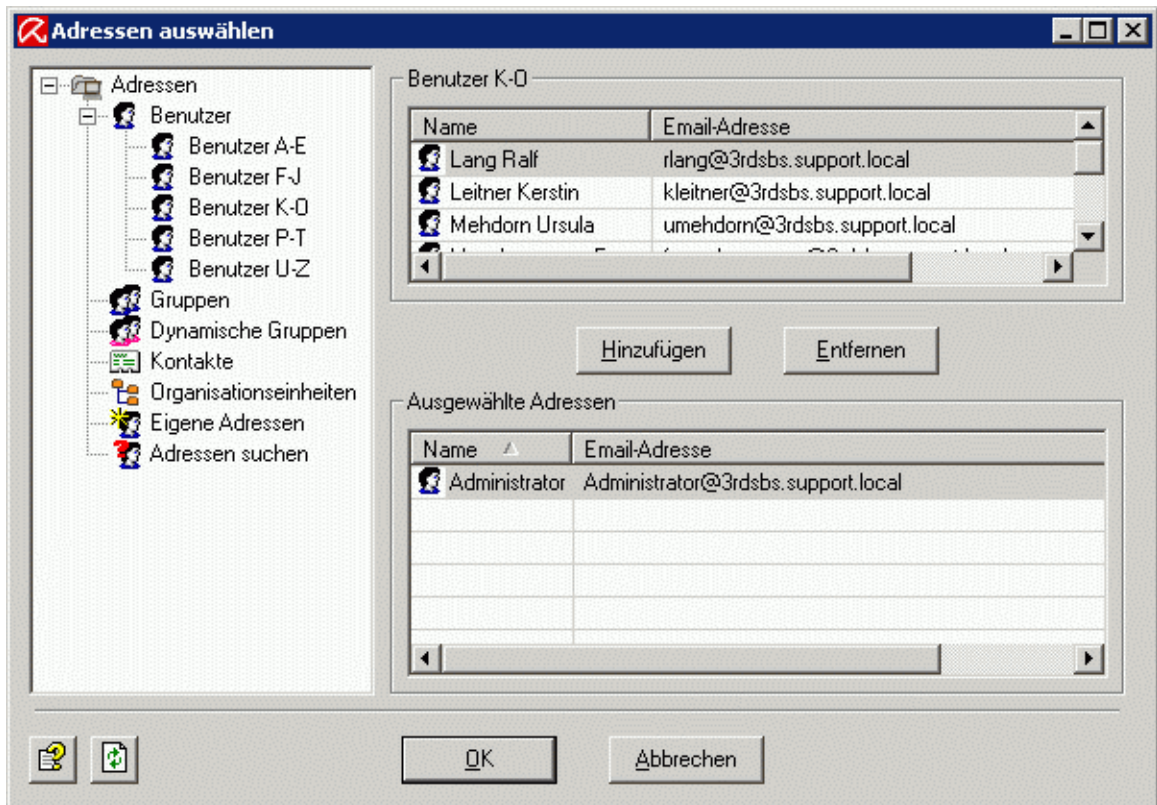 Adressen auswählen
Adressen
Benutzer
Benutzer A-E
Benutzer F-J
Benutzer K-O
Benutzer P-T
Benutzer U-Z
Gruppen
Dynamische Gruppen
Kontakte
Organisationseinheiten
Eigene Adressen
Adressen suchen
Benutzer K-O
Name Email-Adresse
Lang Ralf rlang@3rdsbs.support.local
Leitner Kerstin kleitner@3rdsbs.support.local
Mehdorn Ursula umehdorn@3rdsbs.support.local
Hinzufügen Entfernen
Ausgewählte Adressen
Name Email-Adresse
Administrator Administrator@3rdsbs.support.local
OK Abbrechen